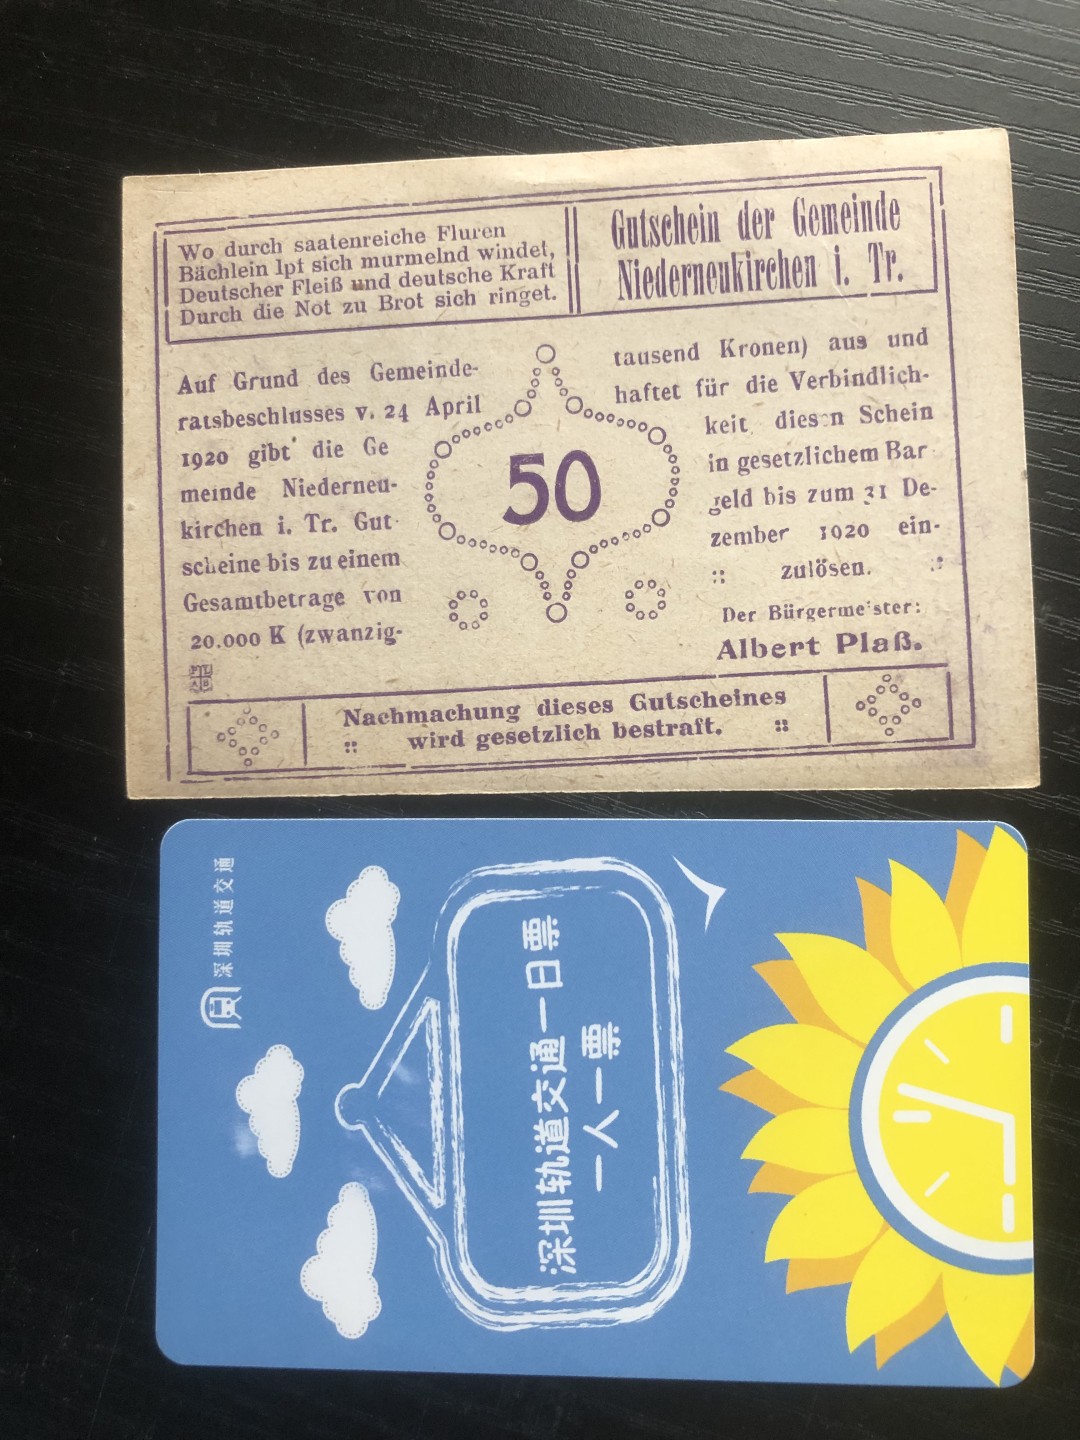 Wo durch saatenreiche Fluren
Bächlein lpt sich murmelnd windet,
Deutscher Fleiß und deutsche Kraft
Durch die Not zu Brot sich ringet.
Gutschein der Gemeinde
Niederneukirchen i. Tr.
Auf Grund des Gemeinde-
ratsbeschlusses v. 24 April
1920 gibt die Ge
meinde Niederneu-
kirchen i. Tr. Gut
scheine bis zu einem
Gesamtbetrage von
20.000 K (zwanzig-
50
tausend Kronen) aus und
haftet für die Verbindlich-
keit diesen Schein
in gesetzlichem Bar
geld bis zum 31 De-
zember 1920 ein-
:: zulösen. ::
Der Bürgermeister:
Albert Plaß.
Nachmachung dieses Gutscheines
:: wird gesetzlich bestraft. ::
深圳轨道交通
深圳轨道交通一日票
一人一票